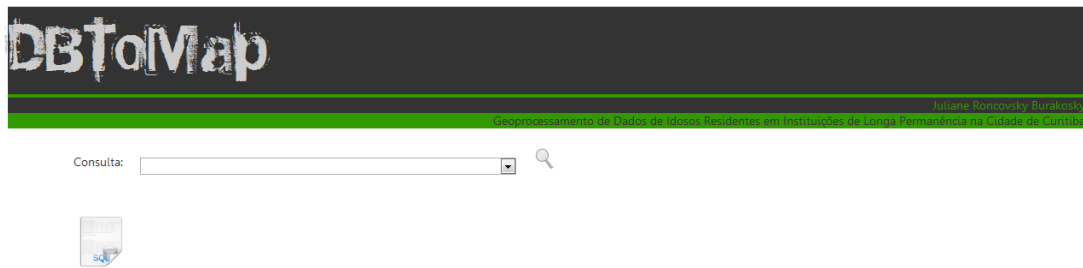 DBToMap
Juliane Roncovsky Burakosky
Geoprocessamento de Dados de Idosos Residentes em Instituições de Longa Permanência na Cidade de Curitiba
Consulta:
SQL